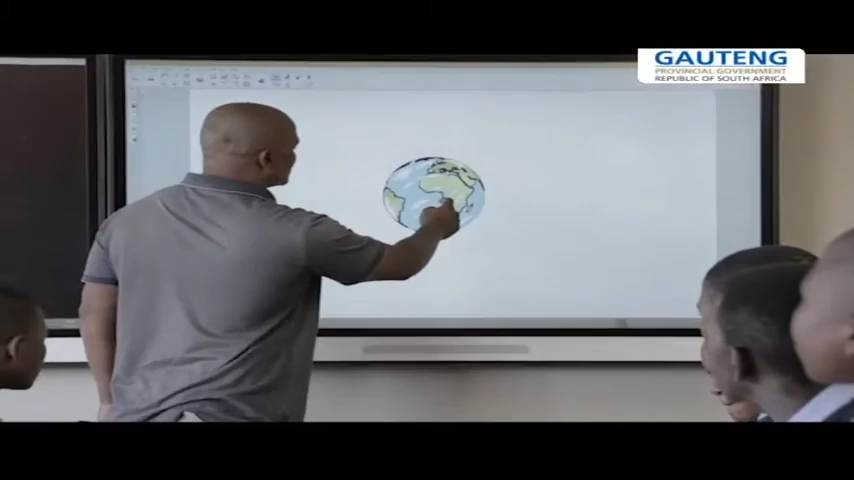 GAUTENG
PROVINCIAL GOVERNMENT
REPUBLIC OF SOUTH AFRICA